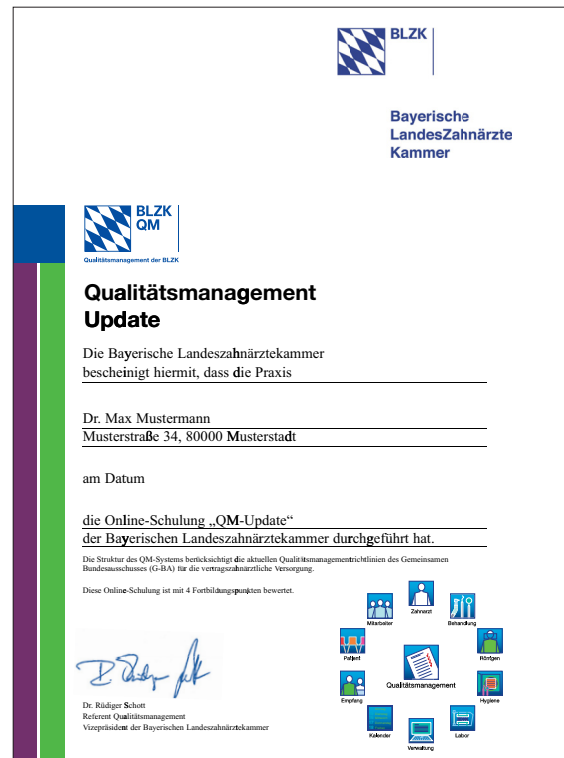 BLZK
Bayerische
LandesZahnärzte
Kammer
BLZK
QM
Qualitätsmanagement der BLZK
Qualitätsmanagement
Update
Die Bayerische Landeszahnärztekammer
bescheinigt hiermit, dass die Praxis
Dr. Max Mustermann
Musterstraße 34, 80000 Musterstadt
am Datum
die Online-Schulung „QM-Update“
der Bayerischen Landeszahnärztekammer durchgeführt hat.
Die Struktur des QM-Systems berücksichtigt die aktuellen Qualitätsmanagementrichtlinien des Gemeinsamen
Bundesausschusses (G-BA) für die vertragszahnärztliche Versorgung.
Diese Online-Schulung ist mit 4 Fortbildungspunkten bewertet.
Zahnarzt
Mitarbeiter
Behandlung
Patient
Röntgen
Qualitätsmanagement
Empfang
Hygiene
Kalender
Labor
Verwaltung
Dr. Rüdiger Schott
Referent Qualitätsmanagement
Vizepräsident der Bayerischen Landeszahnärztekammer